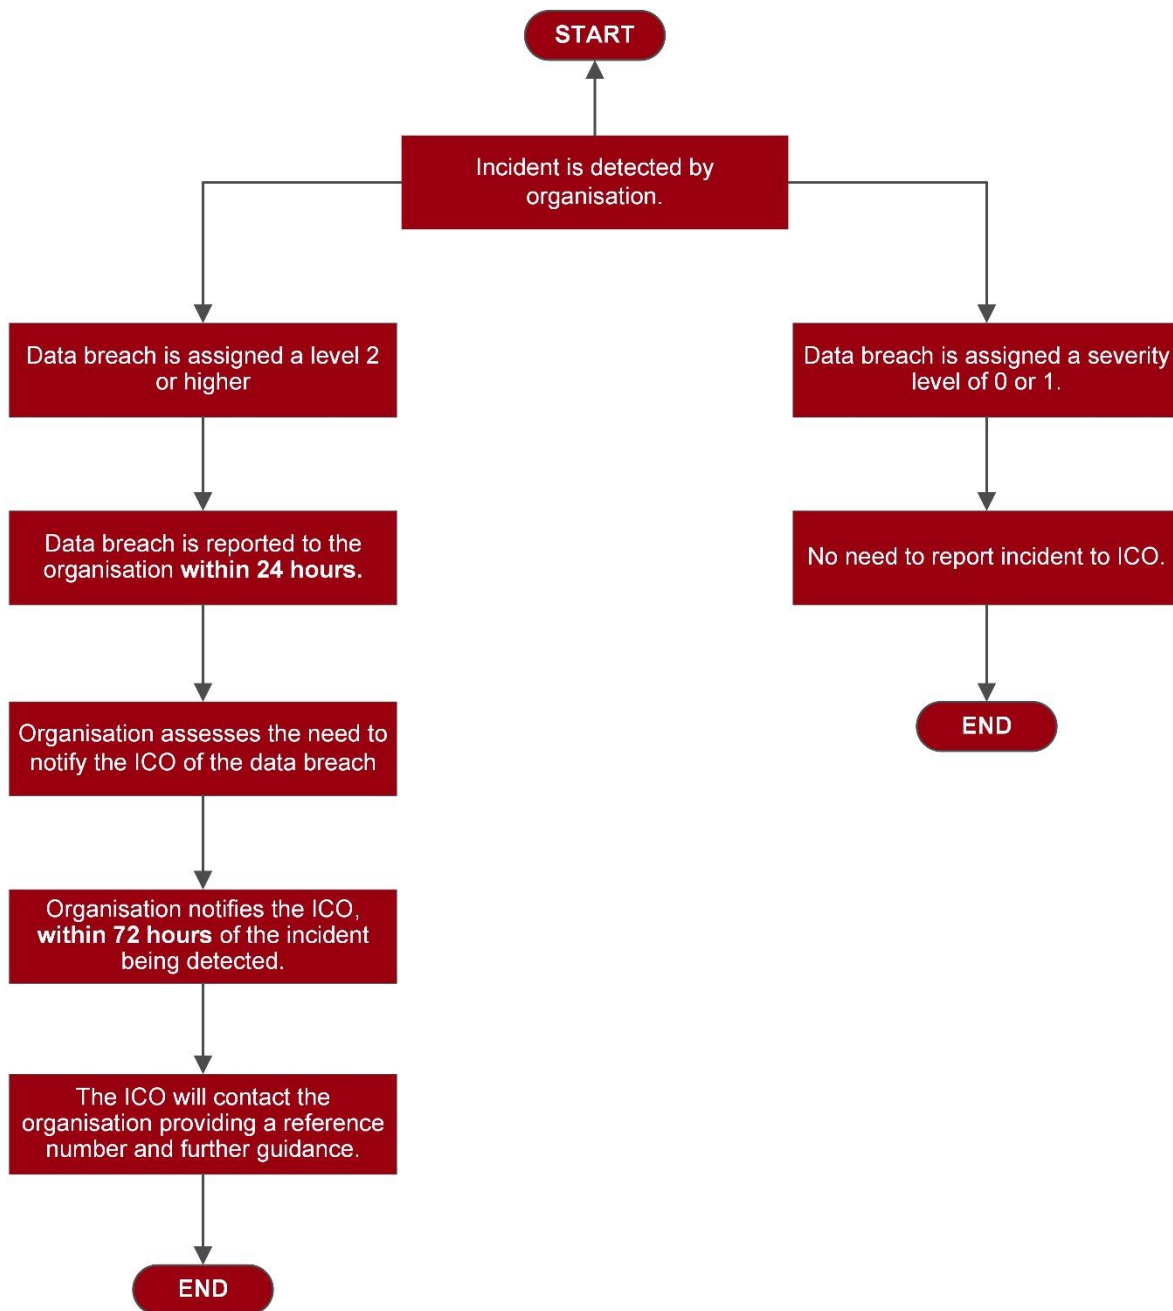 START
Incident is detected by
organisation.
Data breach is assigned a level 2
or higher
Data breach is assigned a severity
level of 0 or 1.
Data breach is reported to the
organisation within 24 hours.
No need to report incident to ICO.
Organisation assesses the need to
notify the ICO of the data breach
END
Organisation notifies the ICO,
within 72 hours of the incident
being detected.
The ICO will contact the
organisation providing a reference
number and further guidance.
END